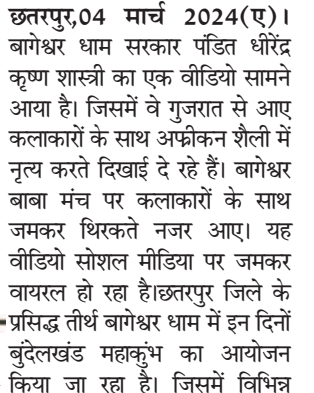 छतरपुर,04 मार्च 2024(ए)।
बागेश्वर धाम सरकार पंडित धीरेंद्र
कृष्ण शास्त्री का एक वीडियो सामने
आया है। जिसमें वे गुजरात से आए
कलाकारों के साथ अफ्रीकन शैली में
नृत्य करते दिखाई दे रहे हैं। बागेश्वर
बाबा मंच पर कलाकारों के साथ
जमकर थिरकते नजर आए। यह
वीडियो सोशल मीडिया पर जमकर
वायरल हो रहा है।छतरपुर जिले के
प्रसिद्ध तीर्थ बागेश्वर धाम में इन दिनों
बुंदेलखंड महाकुंभ का आयोजन
किया जा रहा है। जिसमें विभिन्न